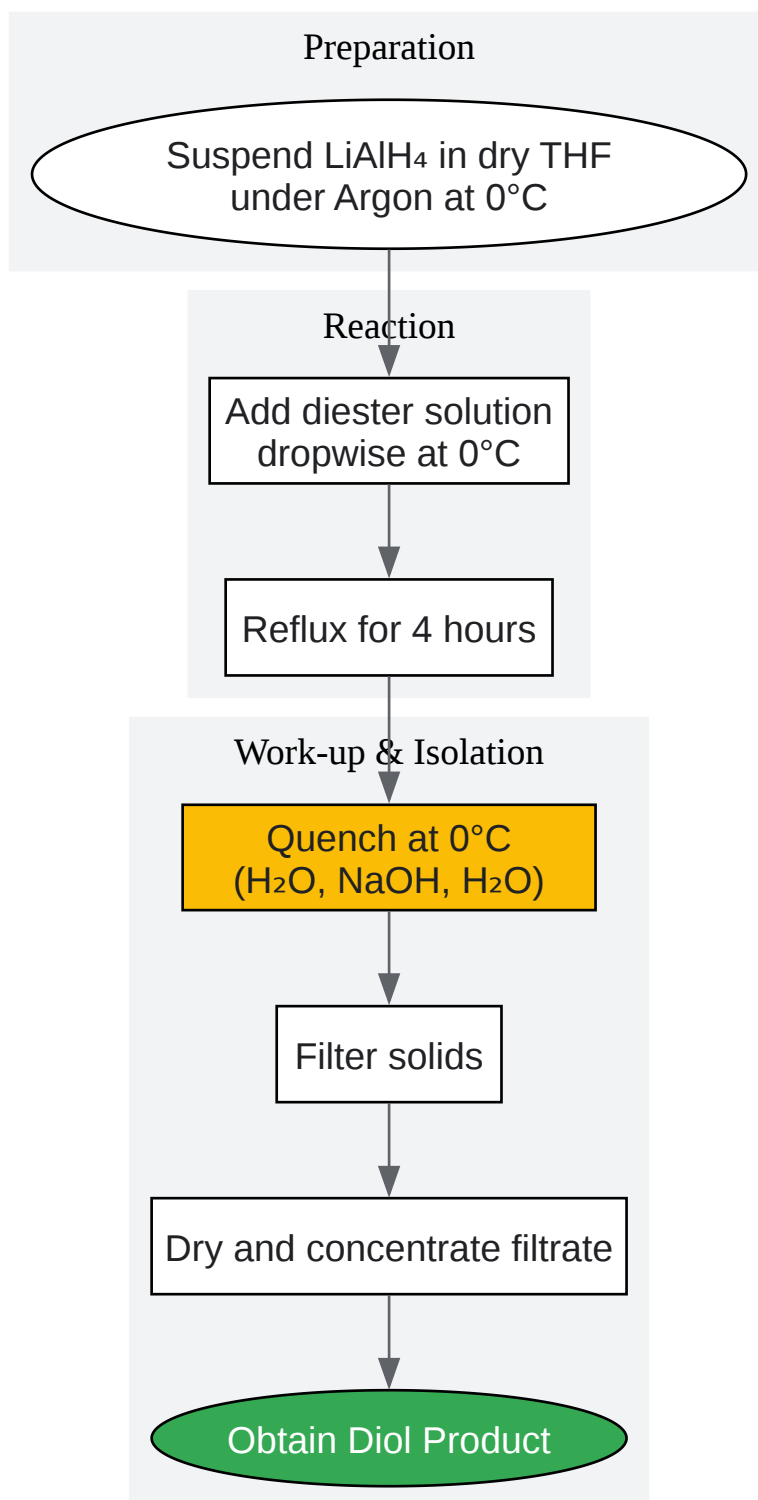 Preparation
Suspend LiAlH₄ in dry THF
under Argon at 0°C
Reaction
Add diester solution
dropwise at 0°C
Reflux for 4 hours
Work-up & Isolation
Quench at 0°C
(H₂O, NaOH, H₂O)
Filter solids
Dry and concentrate filtrate
Obtain Diol Product